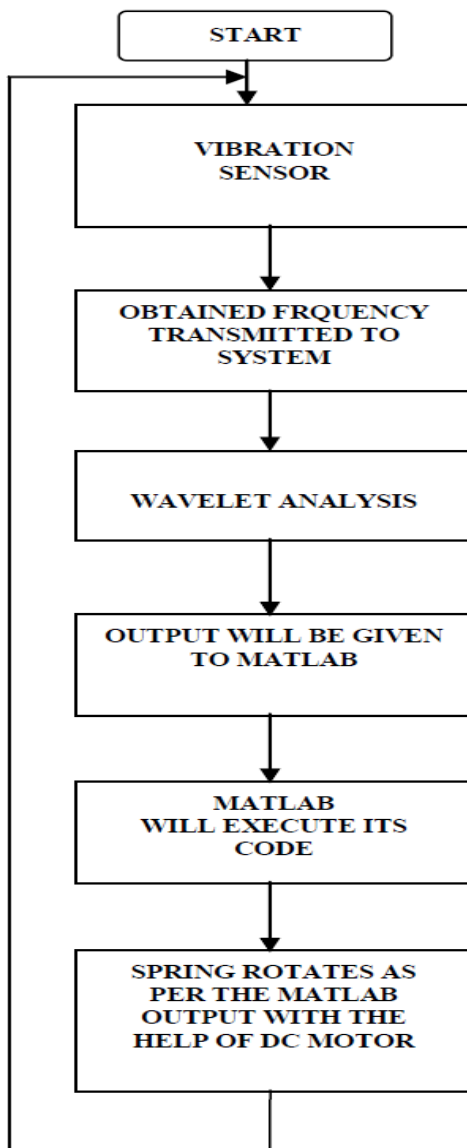 START
VIBRATION
SENSOR
OBTAINED FRQUENCY
TRANSMITTED TO
SYSTEM
WAVELET ANALYSIS
OUTPUT WILL BE GIVEN
TO MATLAB
MATLAB
WILL EXECUTE ITS
CODE
SPRING ROTATES AS
PER THE MATLAB
OUTPUT WITH THE
HELP OF DC MOTOR